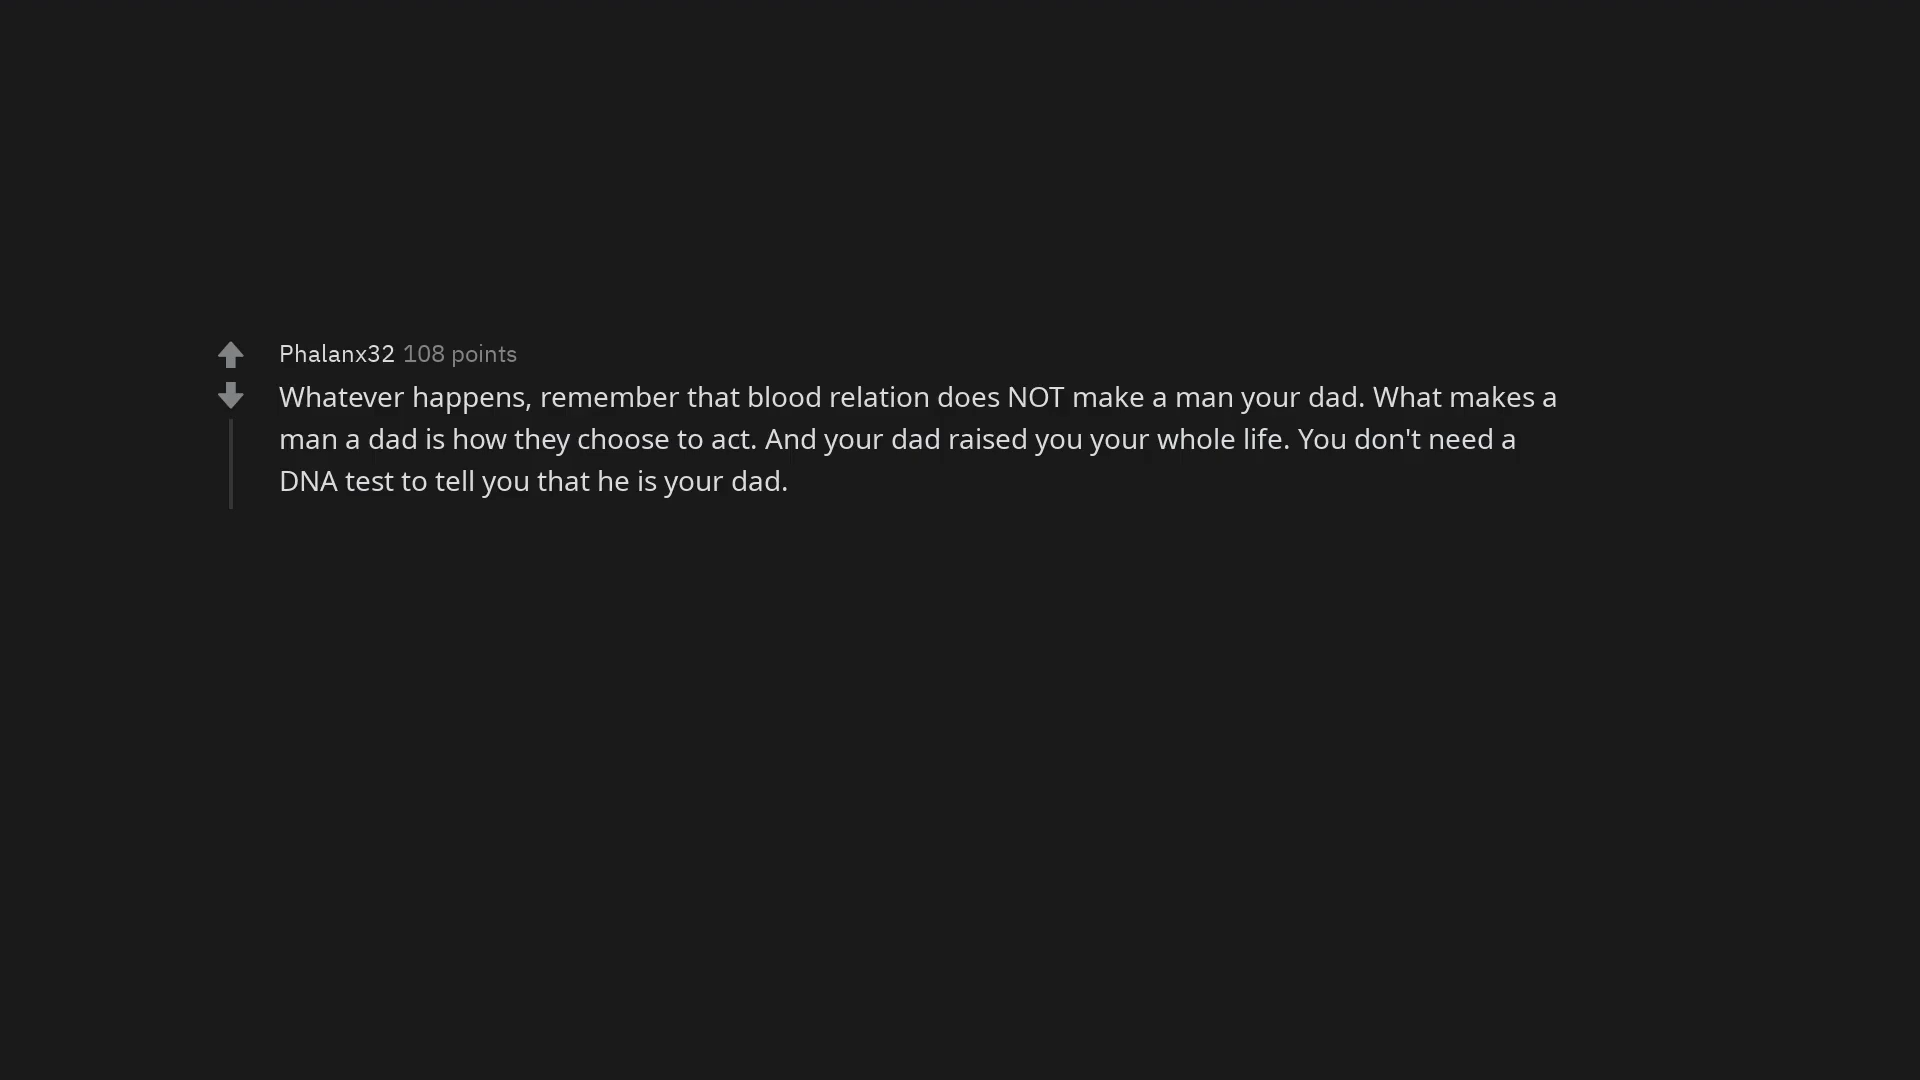 Phalanx32 108 points
Whatever happens, remember that blood relation does NOT make a man your dad. What makes a
man a dad is how they choose to act. And your dad raised you your whole life. You don't need a
DNA test to tell you that he is your dad.